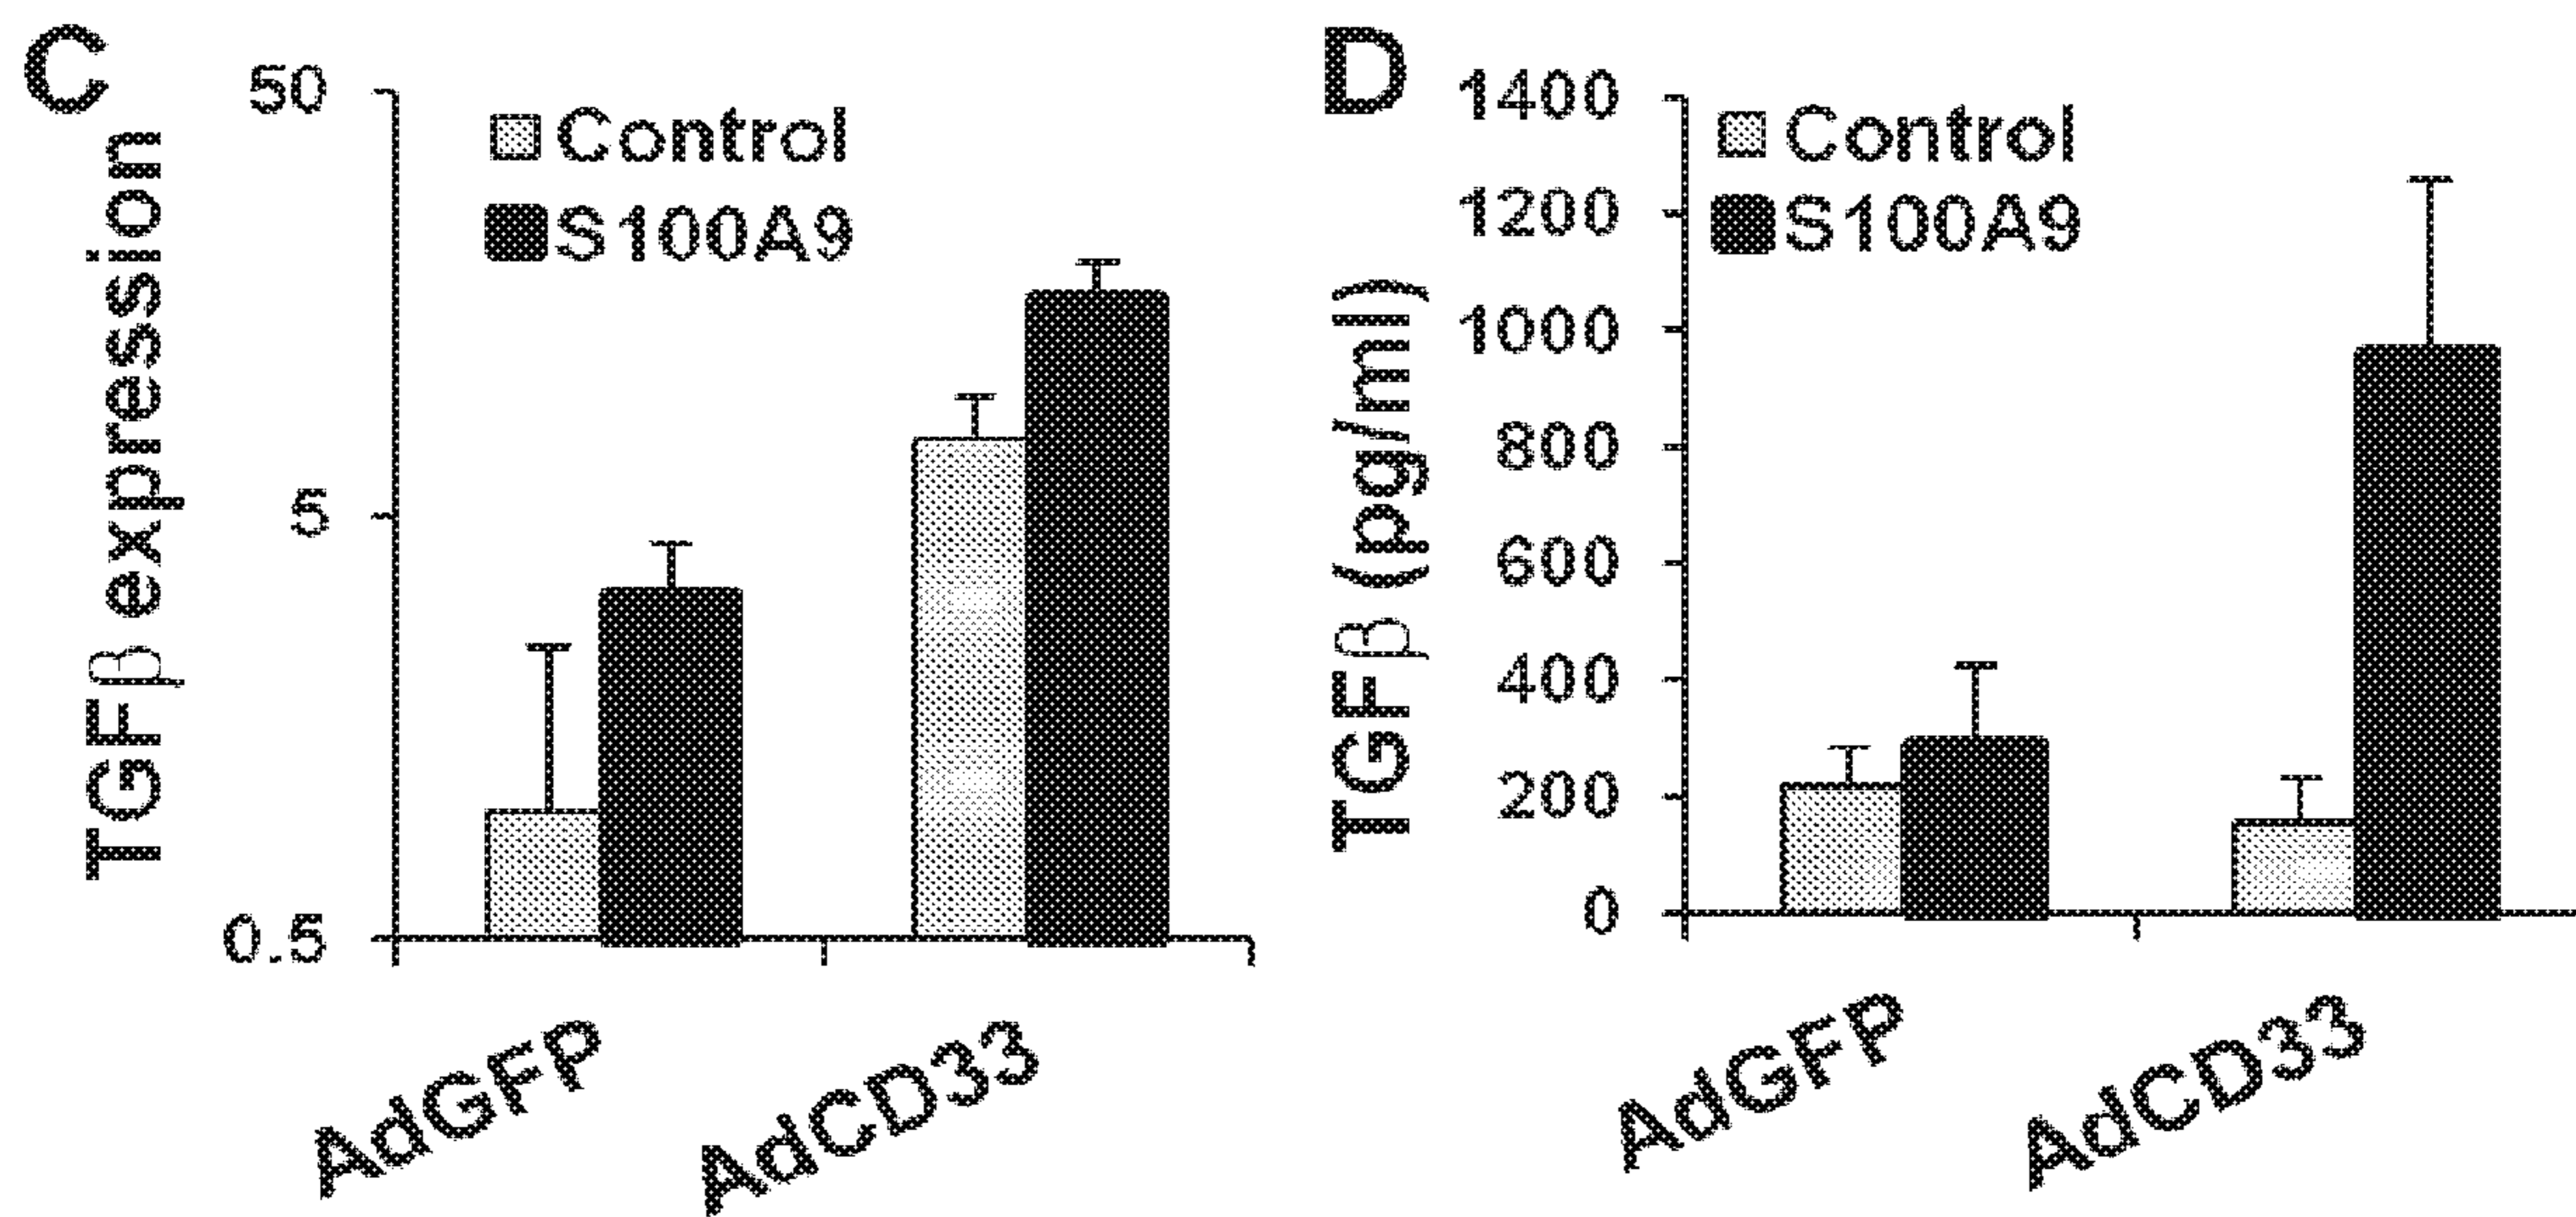 C
TGFβ expression
50
5
0.5
Control
S100A9
AdGFP
AdCD33
D
TGFβ (pg/ml)
1400
1200
1000
800
600
400
200
0
Control
S100A9
AdGFP
AdCD33